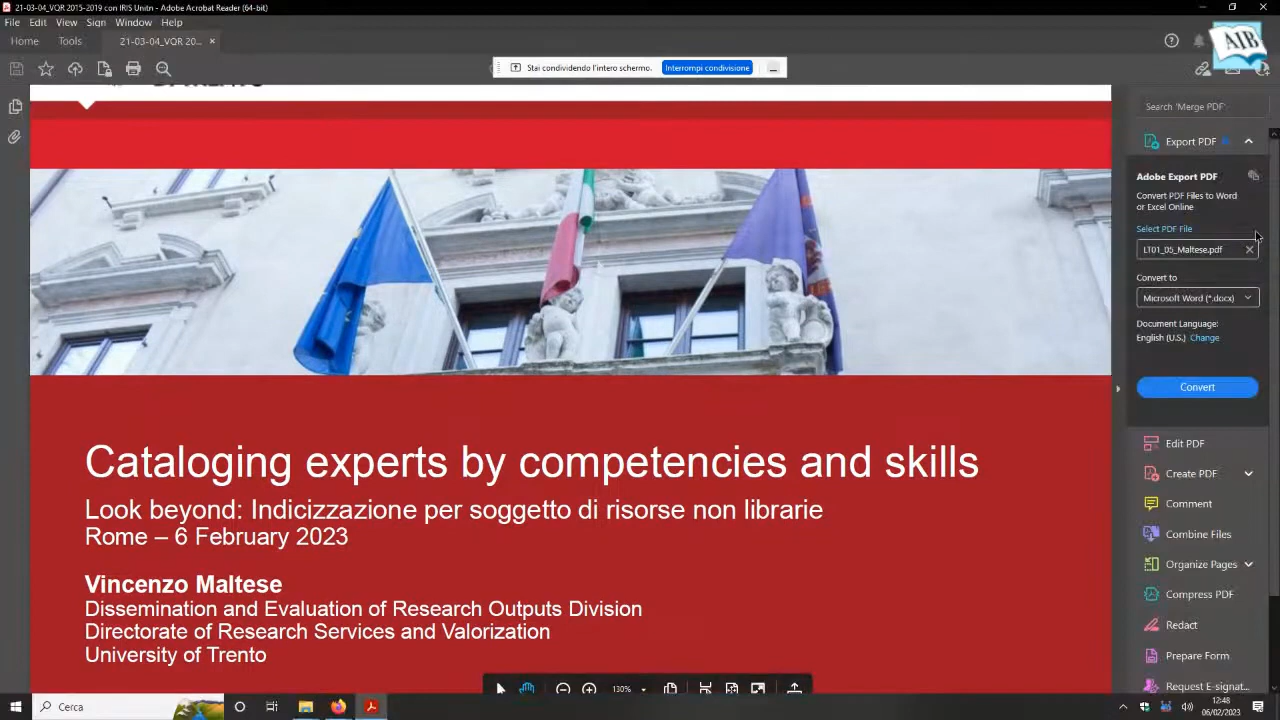 21-03-04_VQR 2015-2019 con IRIS Unitn - Adobe Acrobat Reader (64-bit)
File Edit View Sign Window Help
Home Tools 21-03-04_VQR 20... ×
AIB
Stai condividendo l'intero schermo. Interrompi condivisione
Search 'Merge PDF'
Export PDF
Adobe Export PDF
Convert PDF Files to Word
or Excel Online
Select PDF File
LT01_D5_Maltese.pdf
Convert to
Microsoft Word (*.docx)
Document Language:
English (U.S.) Change
Convert
Edit PDF
Create PDF
Comment
Combine Files
Organize Pages
Compress PDF
Redact
Prepare Form
Request E-signat...
Cataloging experts by competencies and skills
Look beyond: Indicizzazione per soggetto di risorse non librarie
Rome – 6 February 2023
Vincenzo Maltese
Dissemination and Evaluation of Research Outputs Division
Directorate of Research Services and Valorization
University of Trento
130%
Cerca
12:48
06/02/2023